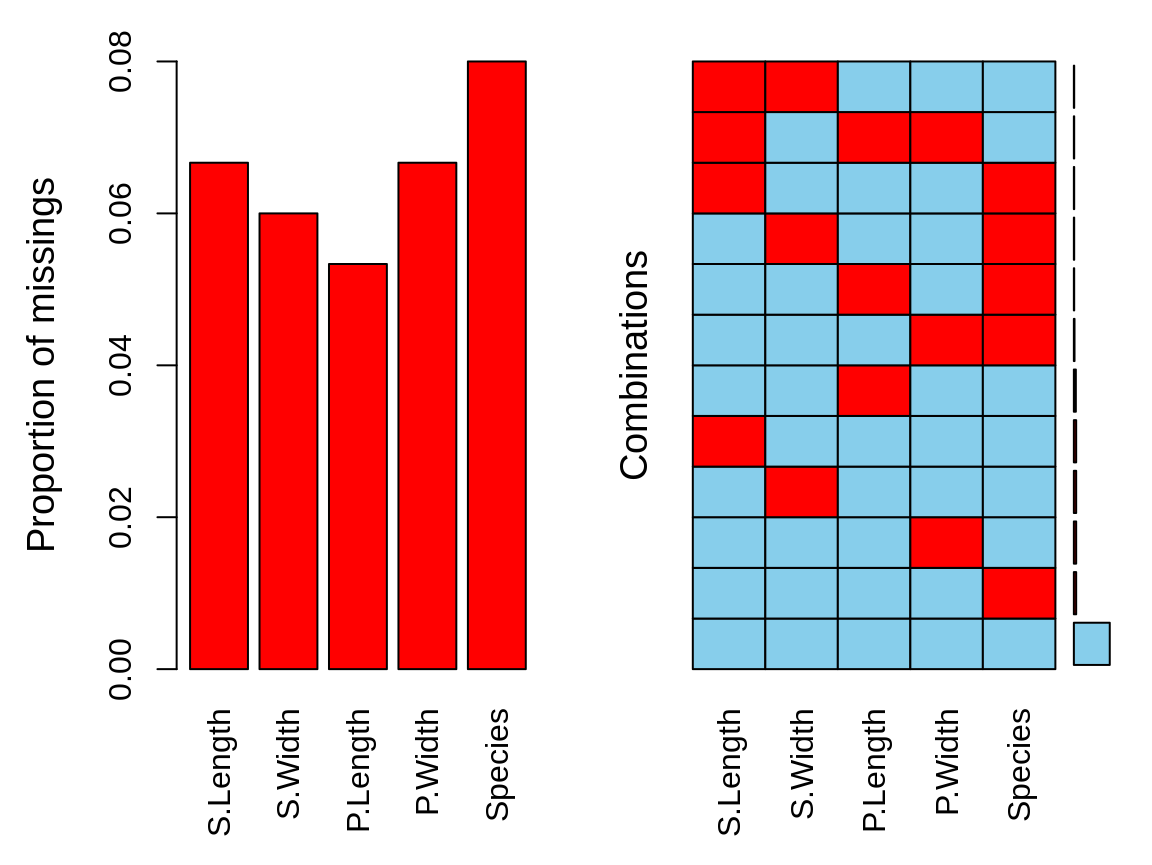 Proportion of missings
0.08
0.06
0.04
0.02
0.00
S.Length
S.Width
P.Length
P.Width
Species
Combinations
S.Length
S.Width
P.Length
P.Width
Species